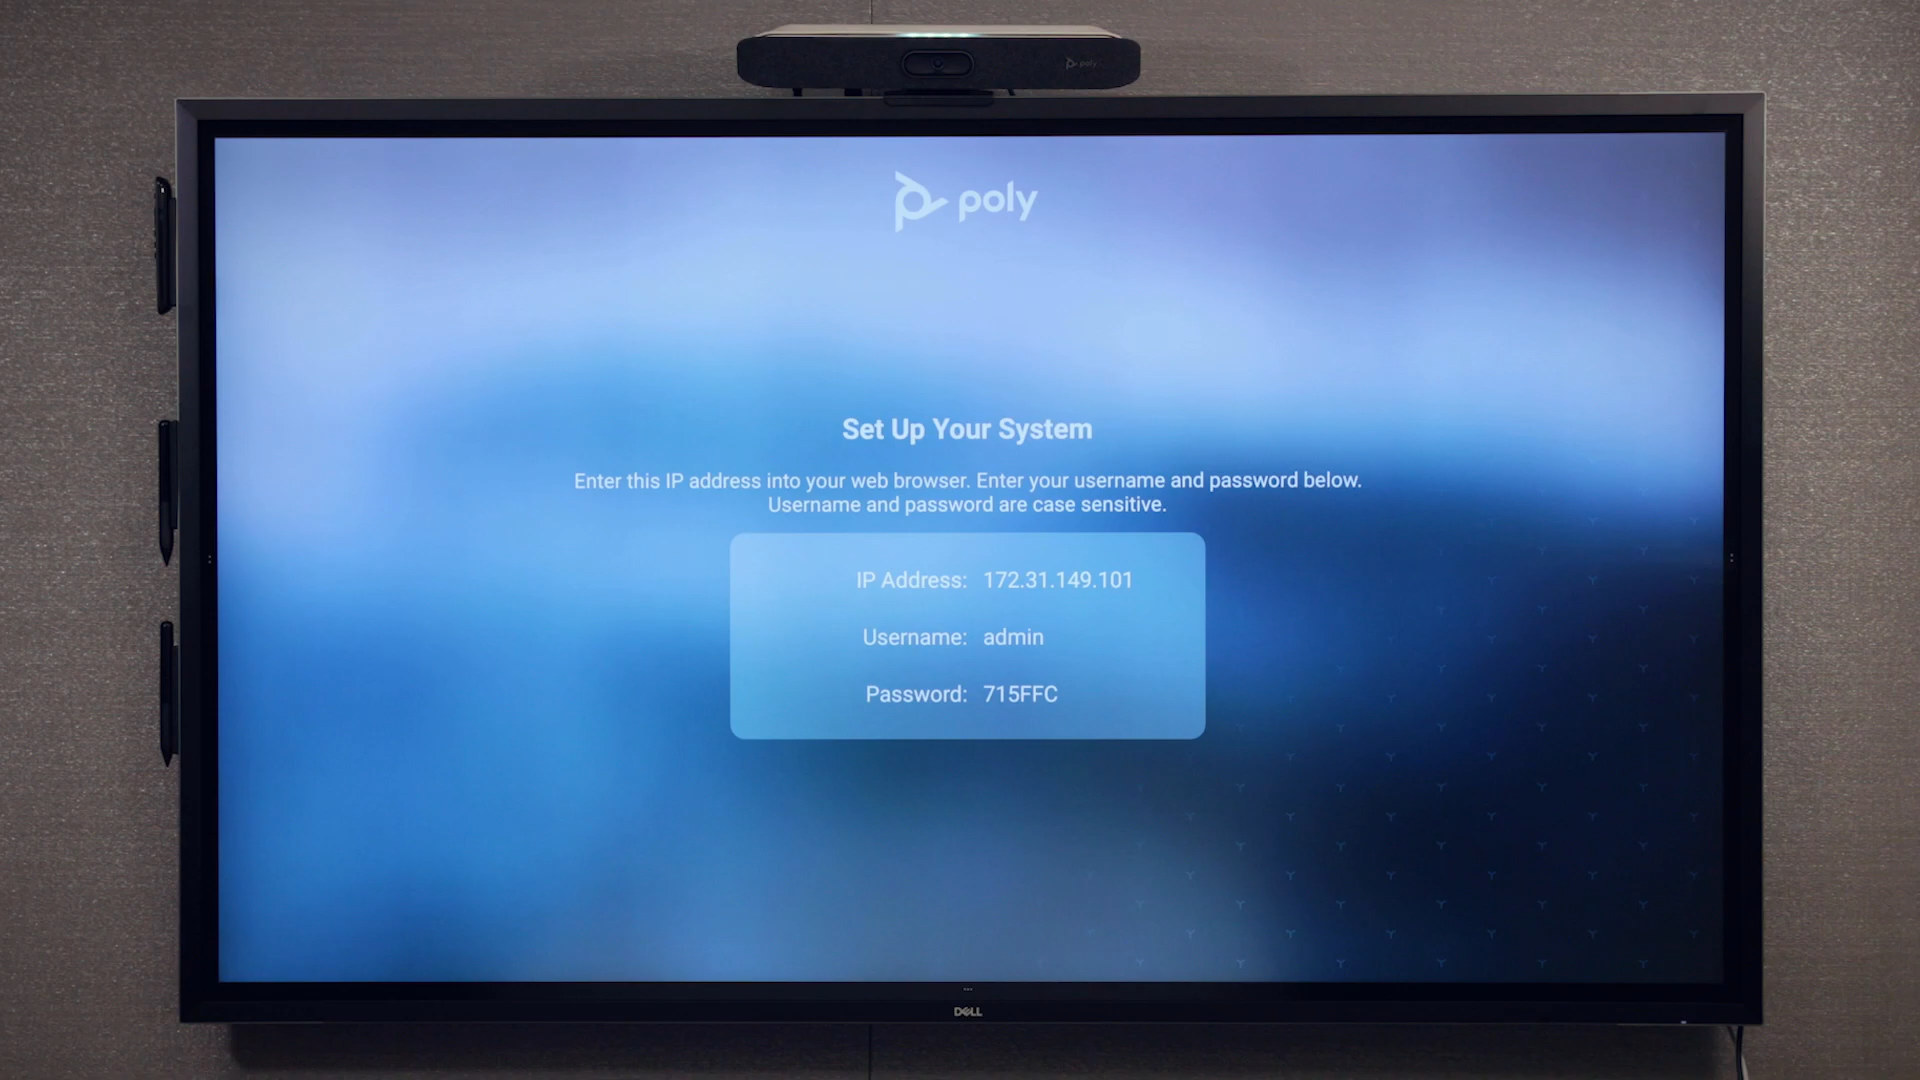 poly
poly
Set Up Your System
Enter this IP address into your web browser. Enter your username and password below.
Username and password are case sensitive.
IP Address: 172.31.149.101
Username: admin
Password: 715FFC
DELL